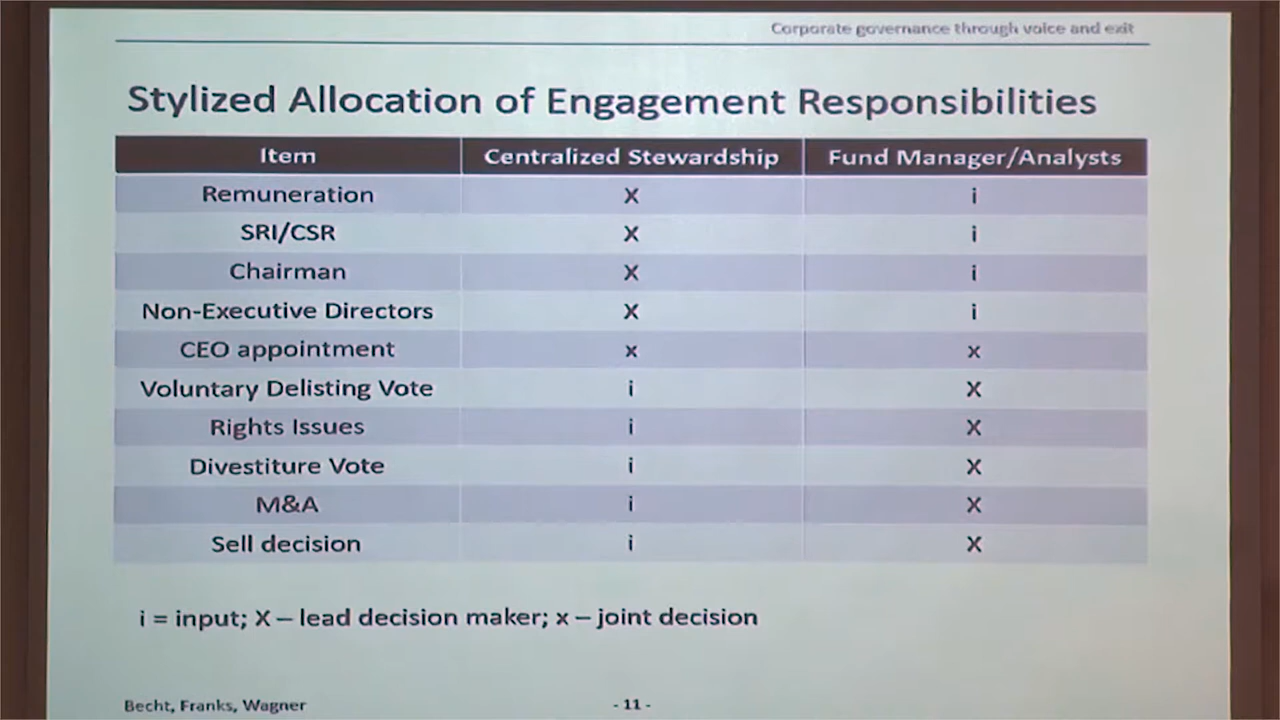 Corporate governance through voice and exit
Stylized Allocation of Engagement Responsibilities
Item Centralized Stewardship Fund Manager/Analysts
Remuneration X i
SRI/CSR X i
Chairman X i
Non-Executive Directors X i
CEO appointment x x
Voluntary Delisting Vote i X
Rights Issues i X
Divestiture Vote i X
M&A i X
Sell decision i X
i = input; X – lead decision maker; x – joint decision
Becht, Franks, Wagner - 11 -